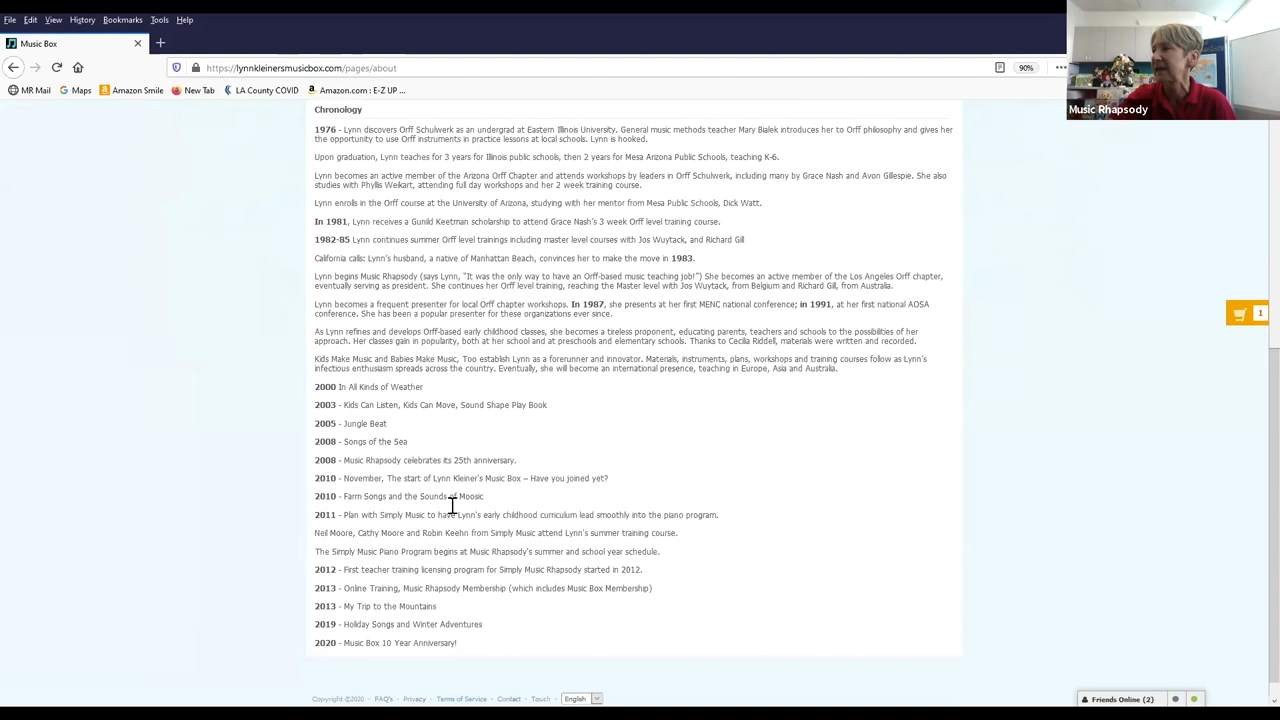 File Edit View History Bookmarks Tools Help
Music Box
https://lynnkleinersmusicbox.com/pages/about
90%
MR Mail Maps Amazon Smile New Tab LA County COVID Amazon.com : E-Z UP ...
Music Rhapsody
Chronology
1976 - Lynn discovers Orff Schulwerk as an undergrad at Eastern Illinois University. General music methods teacher Mary Bialek introduces her to Orff philosophy and gives her
the opportunity to use Orff instruments in practice lessons at local schools. Lynn is hooked.
Upon graduation, Lynn teaches for 3 years for Illinois public schools, then 2 years for Mesa Arizona Public Schools, teaching K-6.
Lynn becomes an active member of the Arizona Orff Chapter and attends workshops by leaders in Orff Schulwerk, including many by Grace Nash and Avon Gillespie. She also
studies with Phyllis Weikart, attending full day workshops and her 2 week training course.
Lynn enrolls in the Orff course at the University of Arizona, studying with her mentor from Mesa Public Schools, Dick Watt.
In 1981, Lynn receives a Gunild Keetman scholarship to attend Grace Nash's 3 week Orff level training course.
1982-85 Lynn continues summer Orff level trainings including master level courses with Jos Wuytack, and Richard Gill
California calls: Lynn's husband, a native of Manhattan Beach, convinces her to make the move in 1983.
Lynn begins Music Rhapsody (says Lynn, "It was the only way to have an Orff-based music teaching job!") She becomes an active member of the Los Angeles Orff chapter,
eventually serving as president. She continues her Orff level training, reaching the Master level with Jos Wuytack, from Belgium and Richard Gill, from Australia.
Lynn becomes a frequent presenter for local Orff chapter workshops. In 1987, she presents at her first MENC national conference; in 1991, at her first national AOSA
conference. She has been a popular presenter for these organizations ever since.
As Lynn refines and develops Orff-based early childhood classes, she becomes a tireless proponent, educating parents, teachers and schools to the possibilities of her
approach. Her classes gain in popularity, both at her school and at preschools and elementary schools. Thanks to Cecilia Riddell, materials were written and recorded.
Kids Make Music and Babies Make Music, Too establish Lynn as a forerunner and innovator. Materials, instruments, plans, workshops and training courses follow as Lynn's
infectious enthusiasm spreads across the country. Eventually, she will become an international presence, teaching in Europe, Asia and Australia.
1
2000 In All Kinds of Weather
2003 - Kids Can Listen, Kids Can Move, Sound Shape Play Book
2005 - Jungle Beat
2008 - Songs of the Sea
2008 - Music Rhapsody celebrates its 25th anniversary.
2010 - November, The start of Lynn Kleiner's Music Box – Have you joined yet?
2010 - Farm Songs and the Sounds of Moosic
2011 - Plan with Simply Music to have Lynn's early childhood curriculum lead smoothly into the piano program.
Neil Moore, Cathy Moore and Robin Keehn from Simply Music attend Lynn's summer training course.
The Simply Music Piano Program begins at Music Rhapsody's summer and school year schedule.
2012 - First teacher training licensing program for Simply Music Rhapsody started in 2012.
2013 - Online Training, Music Rhapsody Membership (which includes Music Box Membership)
2013 - My Trip to the Mountains
2019 - Holiday Songs and Winter Adventures
2020 - Music Box 10 Year Anniversary!
Copyright ©2020 · FAQ's · Privacy · Terms of Service · Contact · Touch · English
Friends Online (2)